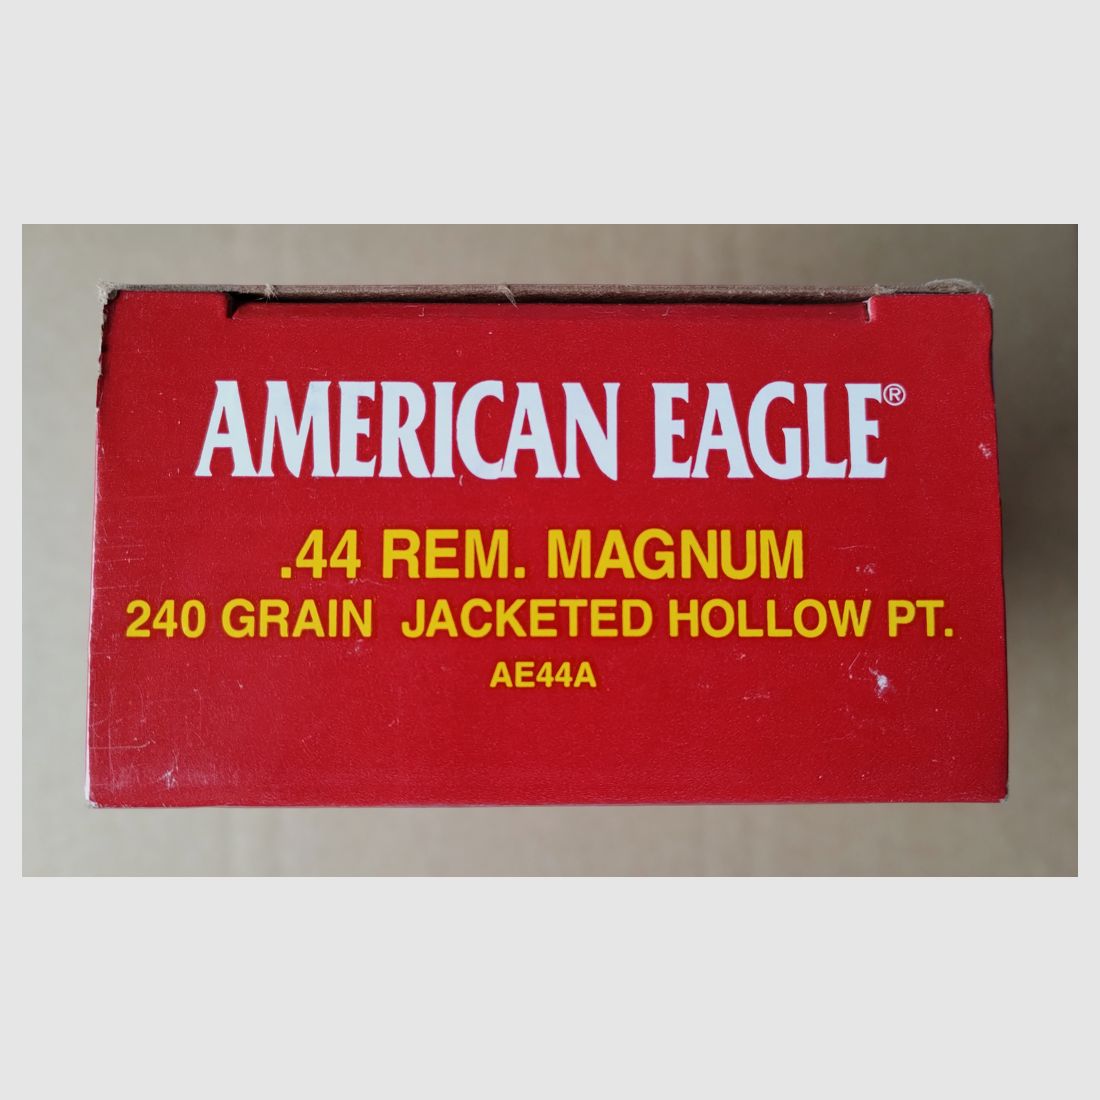 AMERICAN EAGLE®
.44 REM. MAGNUM
240 GRAIN JACKETED HOLLOW PT.
AE44A